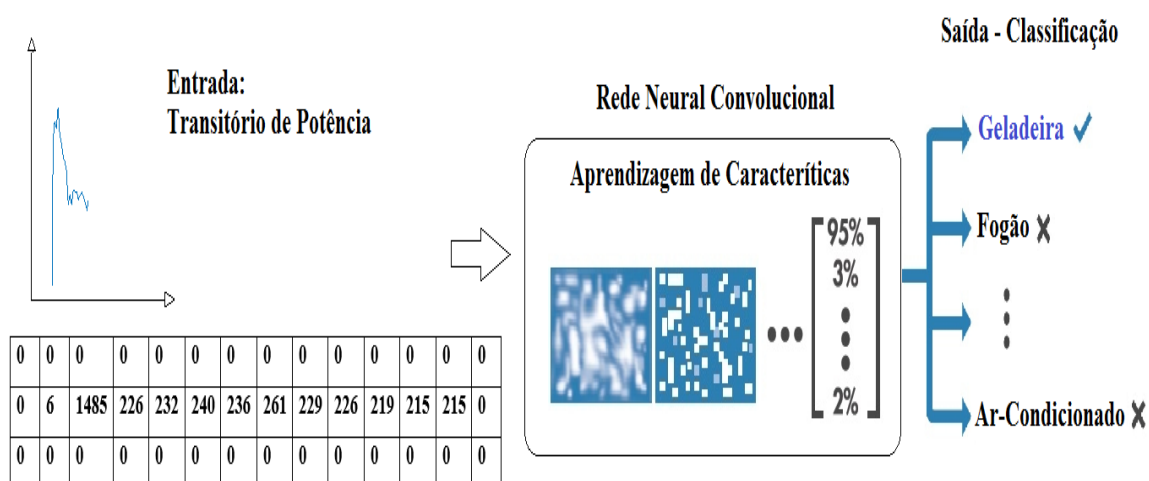 Saída - Classificação
Entrada:
Transitório de Potência
Rede Neural Convolucional
Aprendizagem de Caracteríticas
95%
3%
2%
Geladeira
Fogão
Ar-Condicionado
0 0 0 0 0 0 0 0 0 0 0 0 0 0
0 6 1485 226 232 240 236 261 229 226 219 215 215 0
0 0 0 0 0 0 0 0 0 0 0 0 0 0